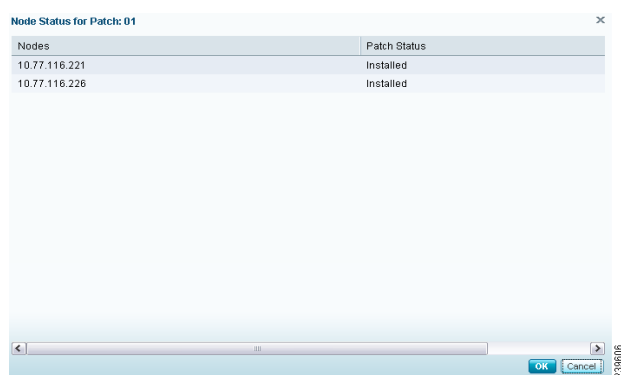 Node Status for Patch: 01
Nodes Patch Status
10.77.116.221 Installed
10.77.116.226 Installed
OK Cancel
239606